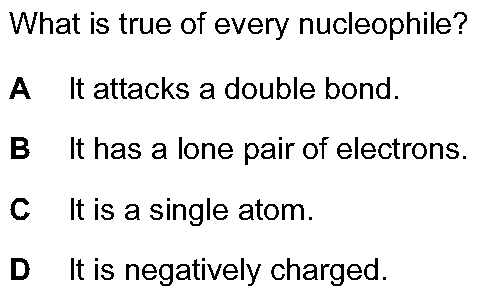 What is true of every nucleophile?
A It attacks a double bond.
B It has a lone pair of electrons.
C It is a single atom.
D It is negatively charged.